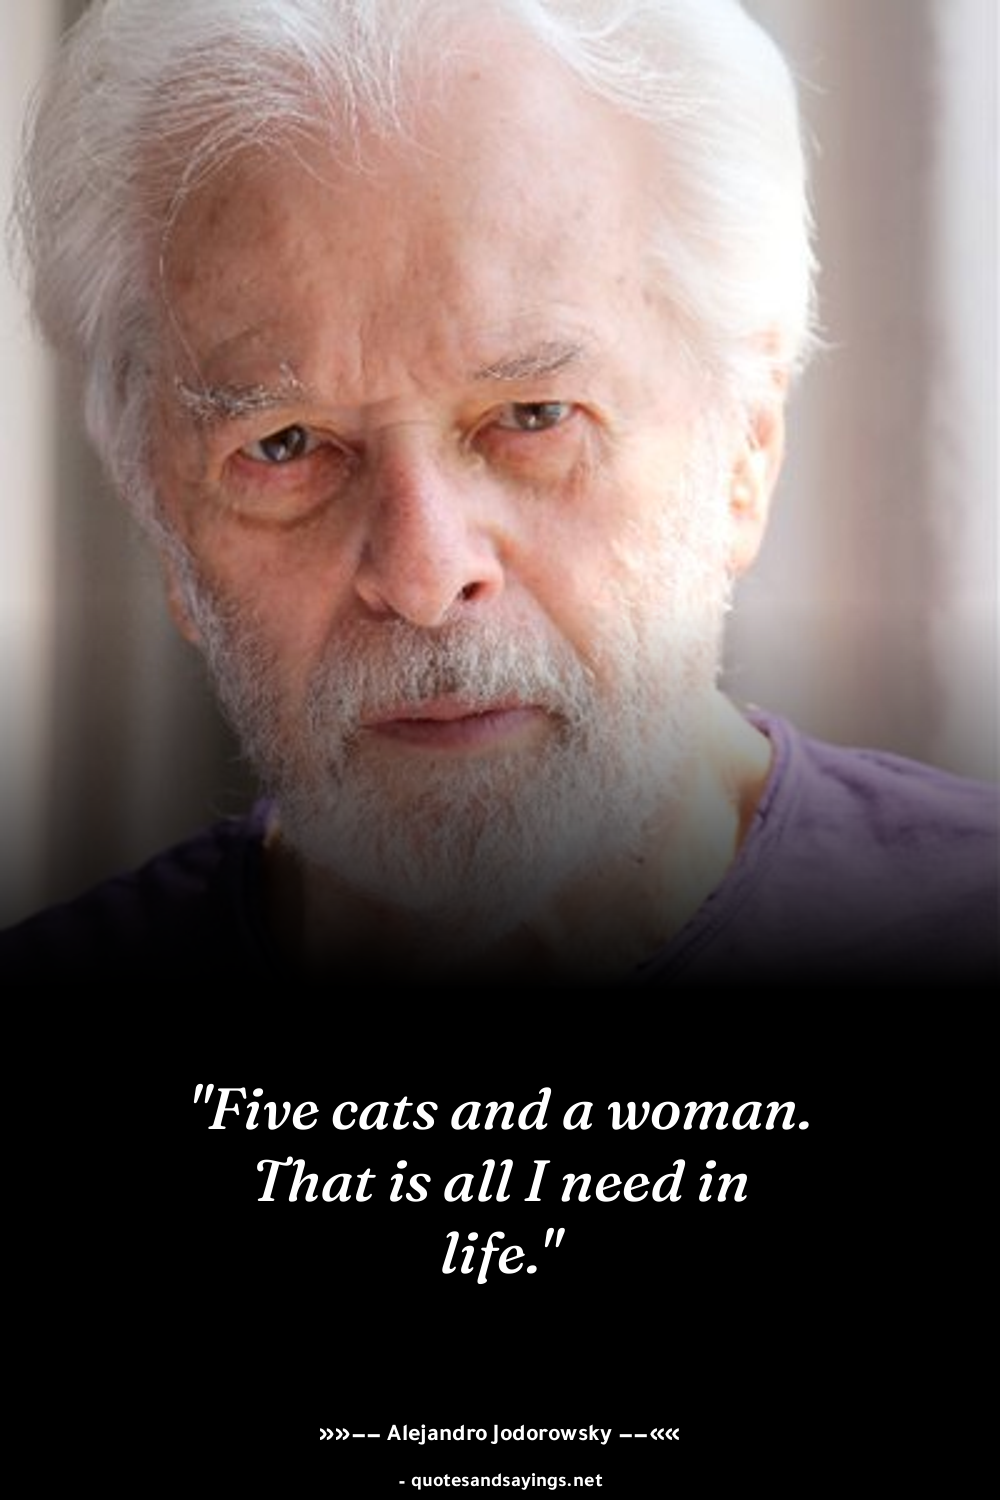 "Five cats and a woman.
That is all I need in
life."
»»−− Alejandro Jodorowsky −−««
- quotesandsayings.net